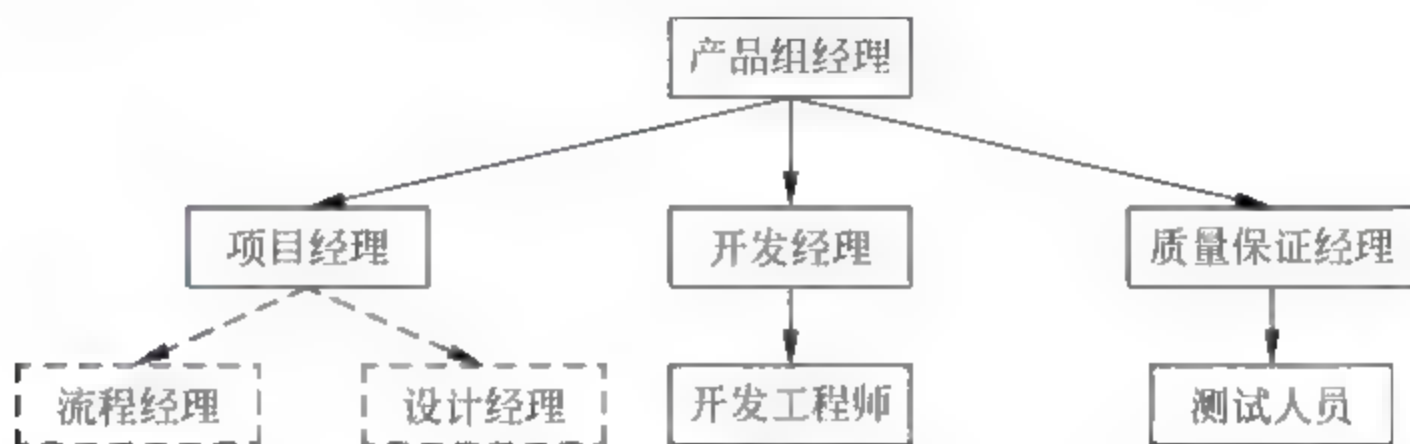 产品组经理
项目经理
开发经理
质量保证经理
流程经理
设计经理
开发工程师
测试人员